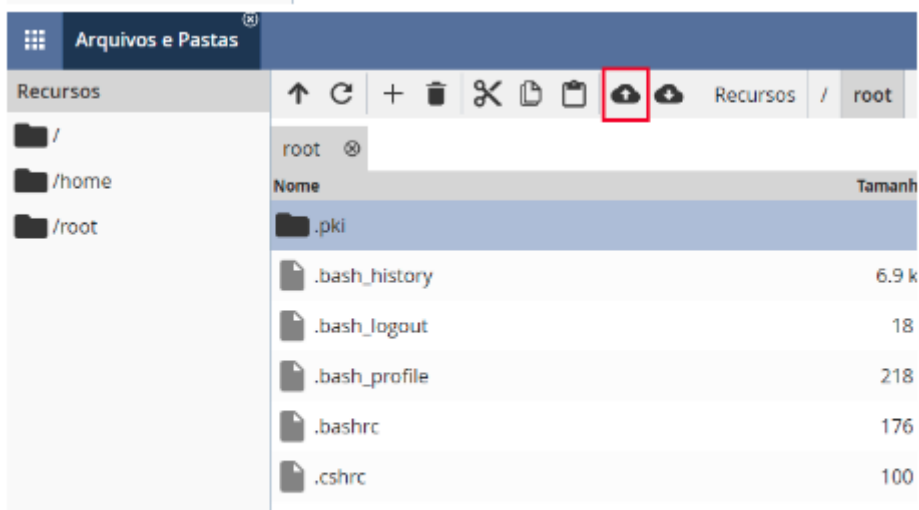 Arquivos e Pastas
Recursos
Recursos / root
/
/home
/root
root
Nome Tamanh
.pki
.bash_history 6.9 k
.bash_logout 18
.bash_profile 218
.bashrc 176
.cshrc 100